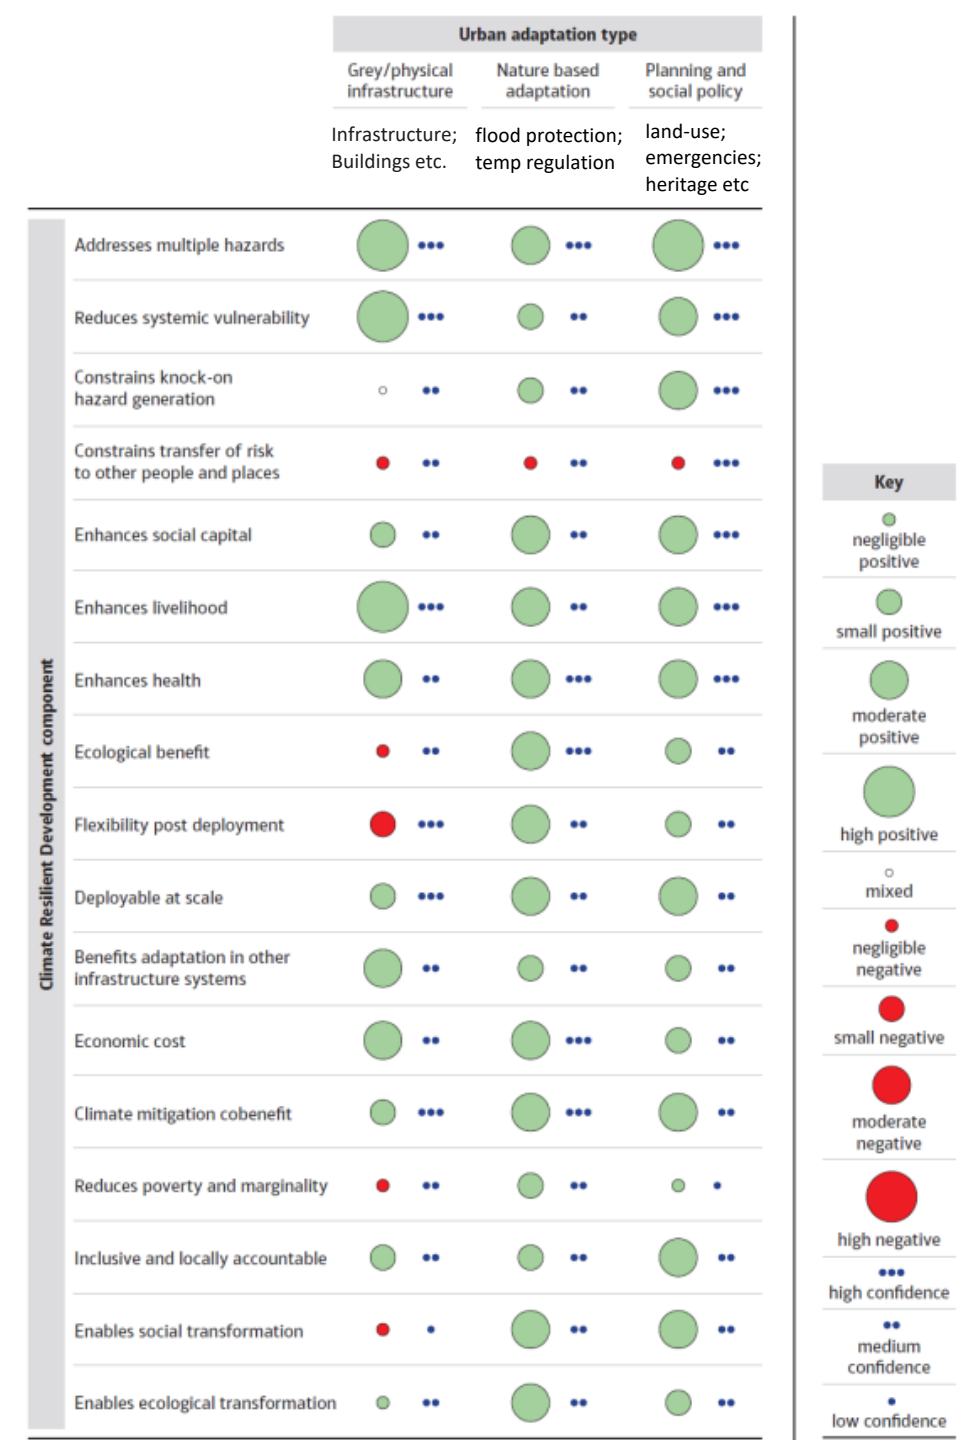 Urban adaptation type
Grey/physical
infrastructure
Nature based
adaptation
Planning and
social policy
Infrastructure;
Buildings etc.
flood protection;
temp regulation
land-use;
emergencies;
heritage etc
Climate Resilient Development component
Addresses multiple hazards
Reduces systemic vulnerability
Constrains knock-on
hazard generation
Constrains transfer of risk
to other people and places
Enhances social capital
Enhances livelihood
Enhances health
Ecological benefit
Flexibility post deployment
Deployable at scale
Benefits adaptation in other
infrastructure systems
Economic cost
Climate mitigation cobenefit
Reduces poverty and marginality
Inclusive and locally accountable
Enables social transformation
Enables ecological transformation
Key
negligible
positive
small positive
moderate
positive
high positive
mixed
negligible
negative
small negative
moderate
negative
high negative
high confidence
medium
confidence
low confidence